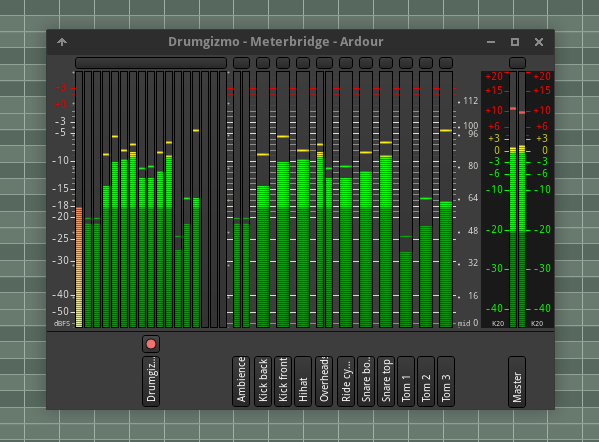 Drumgizmo - Meterbridge - Ardour
+3
+0
-3
-5
-10
-15
-18
-20
-25
-30
-40
-50
dBFS
112
100
96
80
64
48
32
16
mid 0
+20 +20
+15 +15
+10 +10
+6 +6
+3 +3
0 0
-3 -3
-6 -6
-10 -10
-20 -20
-30 -30
-40 -40
K20 K20
Drumgiz...
Ambience
Kick back
Kick front
Hihat
Overheads
Ride cy...
Snare bo...
Snare top
Tom 1
Tom 2
Tom 3
Master